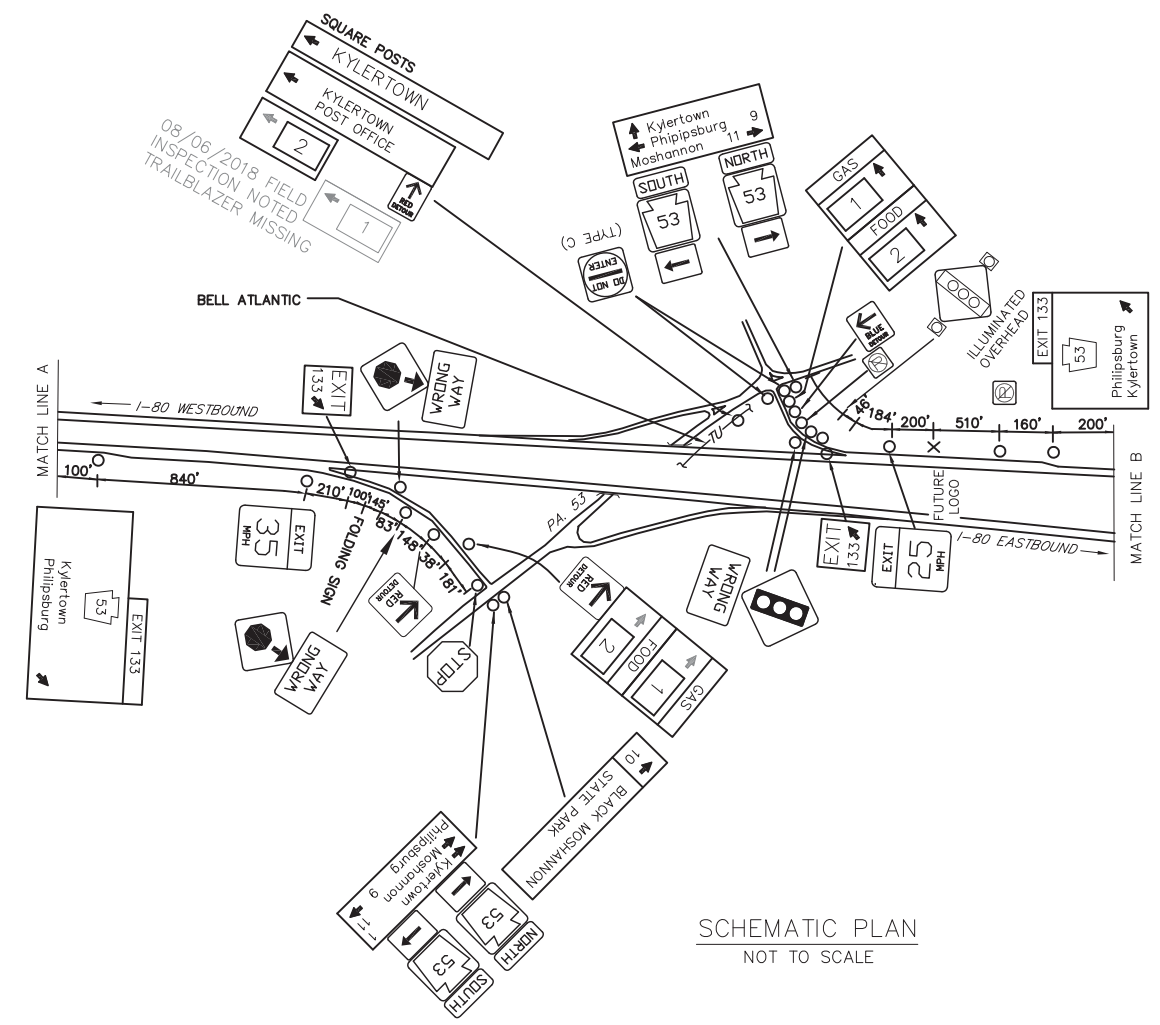 SQUARE POSTS
KYLERTOWN
KYLERTOWN
POST OFFICE
2
RED
DETOUR
1
08/06/2018 FIELD
INSPECTION NOTED
TRAILBLAZER MISSING
BELL ATLANTIC
Kylertown
Phipipsburg 9
Moshannon 11
SOUTH
53
NORTH
53
(TYPE C)
DO NOT
ENTER
GAS
1
FOOD
2
BLUE
DETOUR
ILLUMINATED
OVERHEAD
EXIT 133
53
Philipsburg
Kylertown
MATCH LINE A
I-80 WESTBOUND
EXIT
133
WRONG
WAY
TU
46'
184'
200'
510'
160'
200'
MATCH LINE B
100'
840'
210'
100'
145'
83'
148'
38'
181'
FOLDING SIGN
PA. 53
FUTURE
LOGO
I-80 EASTBOUND
EXIT
35
MPH
EXIT
133
EXIT
25
MPH
Kylertown
Philipsburg
53
EXIT 133
WRONG
WAY
RED
DETOUR
STOP
RED
DETOUR
WRONG
WAY
2
FOOD
1
GAS
10
BLACK MOSHANNON
STATE PARK
Kylertown
Moshannon 9
Philipsburg
11
53
NORTH
53
SOUTH
SCHEMATIC PLAN
NOT TO SCALE